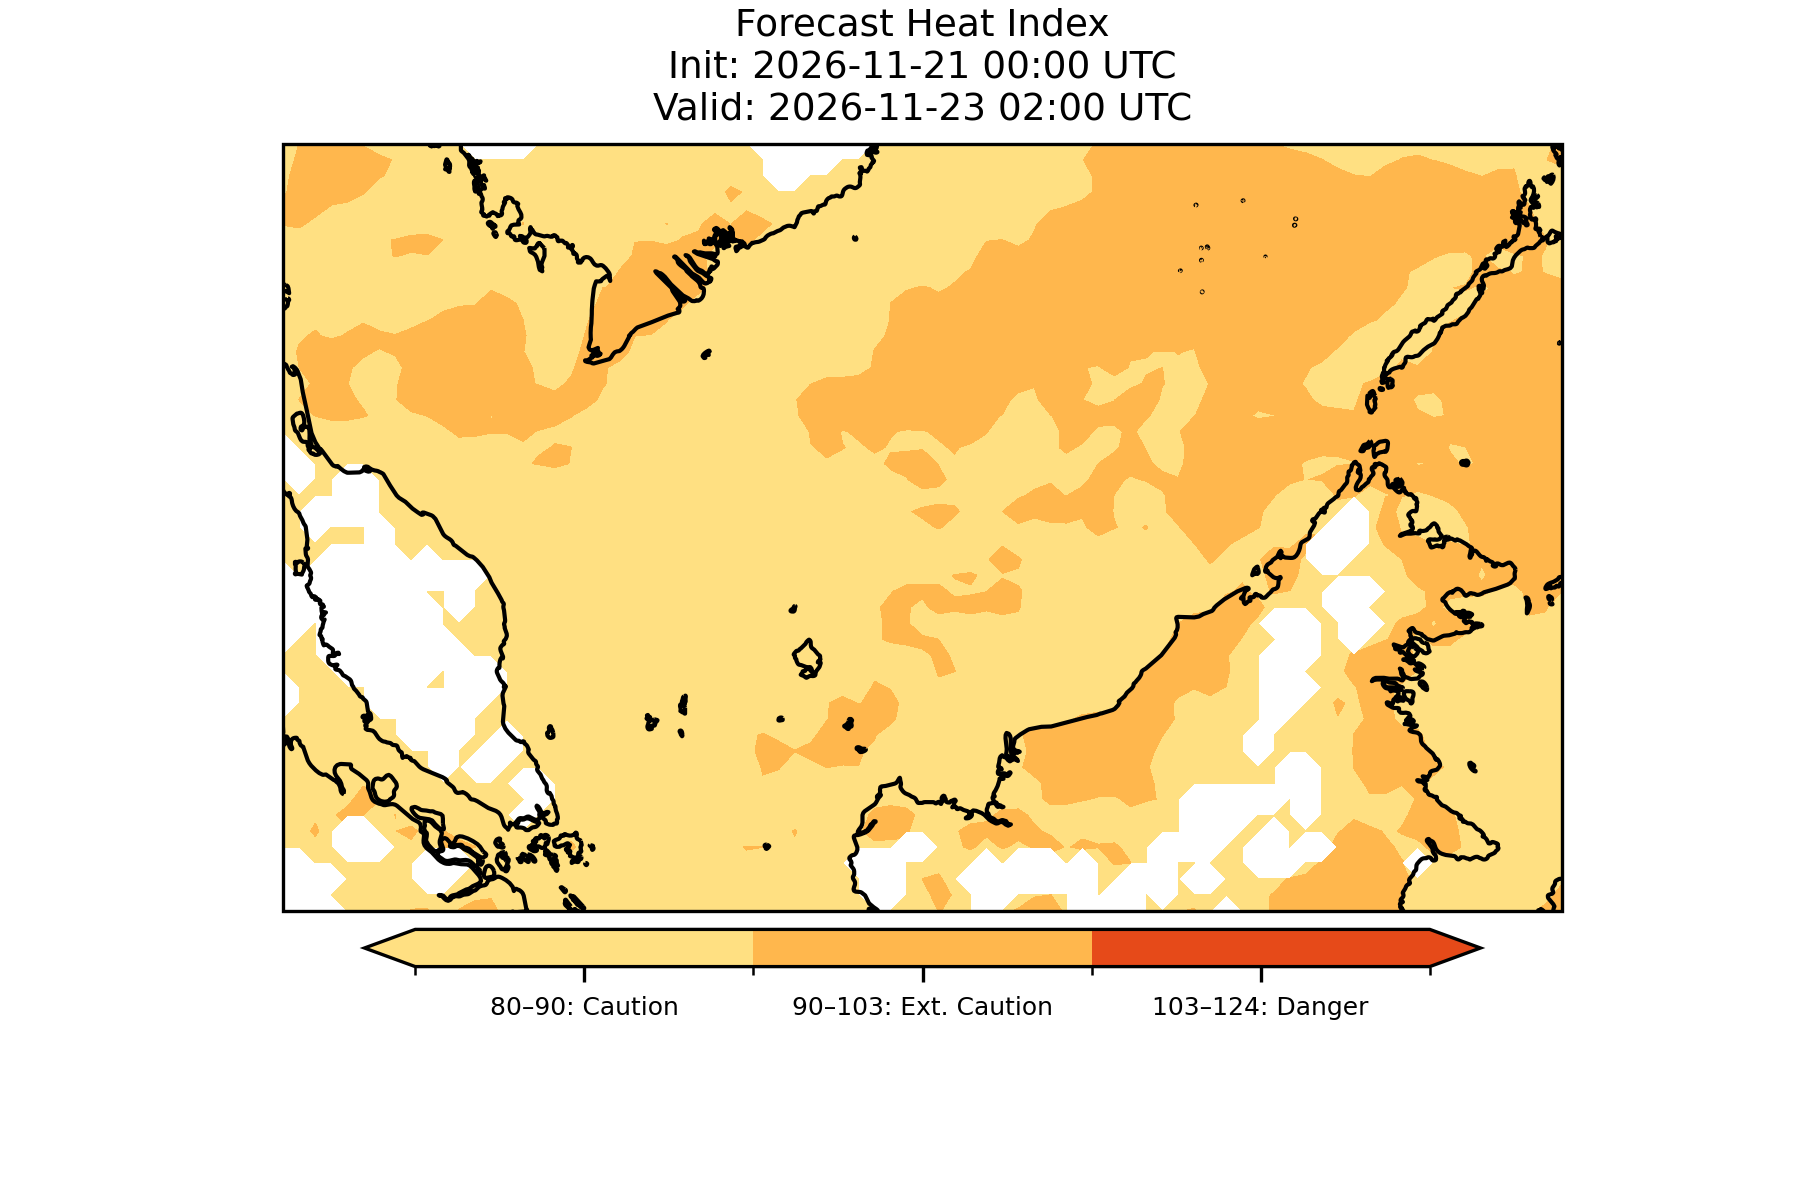 Forecast Heat Index
Init: 2026-11-21 00:00 UTC
Valid: 2026-11-23 02:00 UTC
80–90: Caution
90–103: Ext. Caution
103–124: Danger